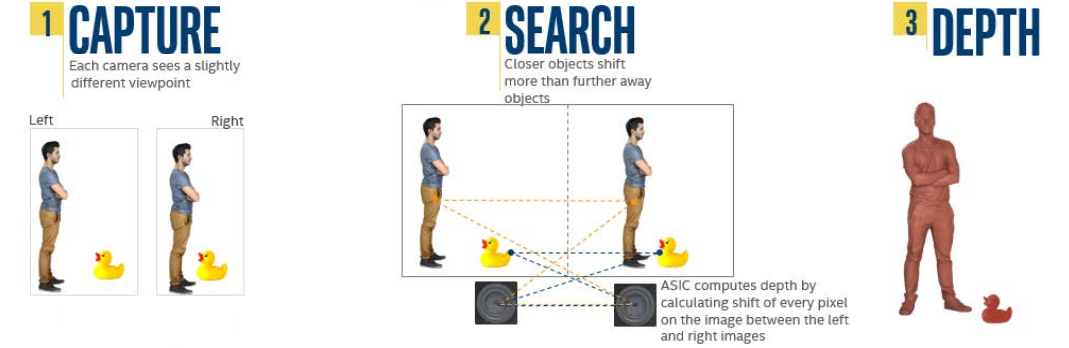 1 CAPTURE
Each camera sees a slightly
different viewpoint
Left
Right
2 SEARCH
Closer objects shift
more than further away
objects
ASIC computes depth by
calculating shift of every pixel
on the image between the left
and right images
3 DEPTH